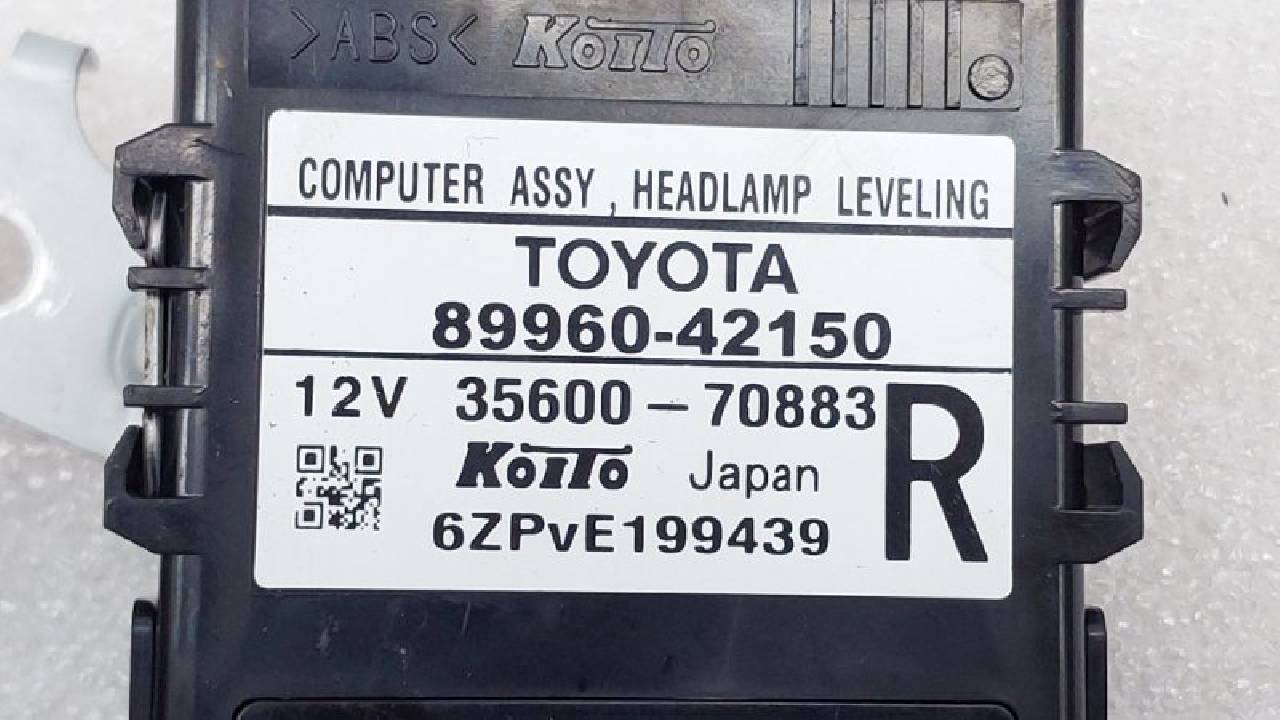 >ABS< KOITO
COMPUTER ASSY , HEADLAMP LEVELING
TOYOTA
89960-42150
12V 35600-70883 R
KOITO Japan
6ZPvE199439